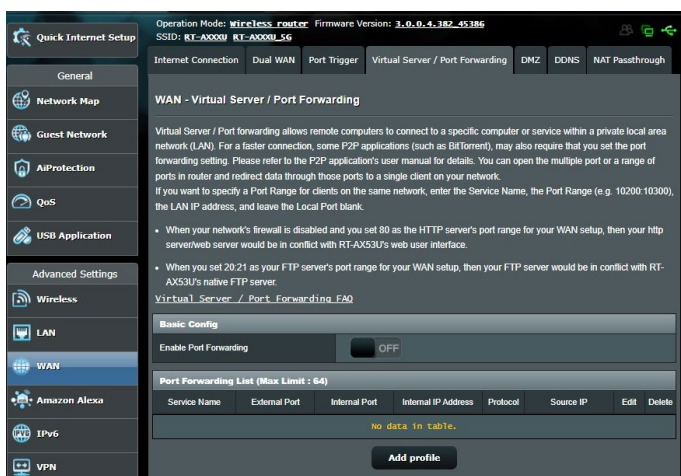 Quick Internet Setup
General
Network Map
Guest Network
AiProtection
QoS
USB Application
Advanced Settings
Wireless
LAN
WAN
Amazon Alexa
IPv6
VPN
Operation Mode: Wireless router Firmware Version: 3.0.0.4.382_45386
SSID: RT-AXXXU RT-AXXXU_5G
Internet Connection Dual WAN Port Trigger Virtual Server / Port Forwarding DMZ DDNS NAT Passthrough
WAN - Virtual Server / Port Forwarding
Virtual Server / Port forwarding allows remote computers to connect to a specific computer or service within a private local area
network (LAN). For a faster connection, some P2P applications (such as BitTorrent), may also require that you set the port
forwarding setting. Please refer to the P2P application's user manual for details. You can open the multiple port or a range of
ports in router and redirect data through those ports to a single client on your network.
If you want to specify a Port Range for clients on the same network, enter the Service Name, the Port Range (e.g. 10200:10300),
the LAN IP address, and leave the Local Port blank.
• When your network's firewall is disabled and you set 80 as the HTTP server's port range for your WAN setup, then your http
server/web server would be in conflict with RT-AX53U's web user interface.
• When you set 20:21 as your FTP server's port range for your WAN setup, then your FTP server would be in conflict with RT-
AX53U's native FTP server.
Virtual Server / Port Forwarding FAQ
Basic Config
Enable Port Forwarding OFF
Port Forwarding List (Max Limit : 64)
Service Name External Port Internal Port Internal IP Address Protocol Source IP Edit Delete
No data in table.
Add profile